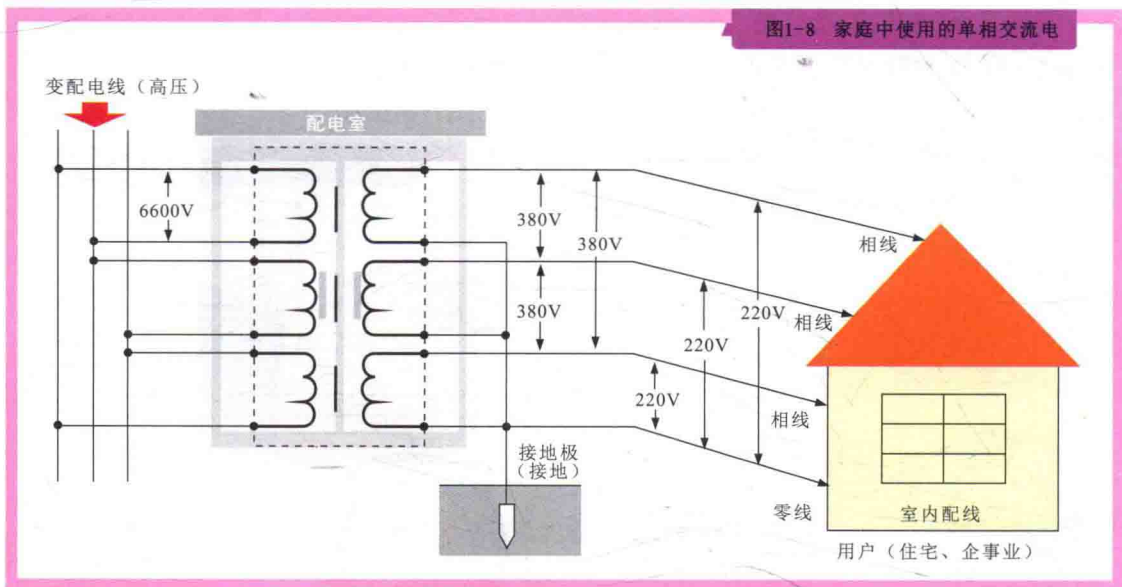 图1-8 家庭中使用的单相交流电
变配电线（高压）
配电室
6600V
380V
380V
380V
220V
220V
220V
相线
相线
相线
零线
接地极
（接地）
室内配线
用户（住宅、企事业）